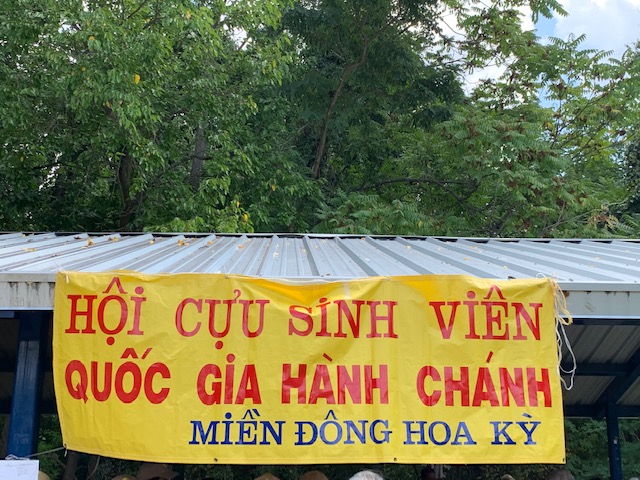 HỘI CỰU SINH VIÊN
QUỐC GIA HÀNH CHÁNH
MIỀN ĐÔNG HOA KỲ